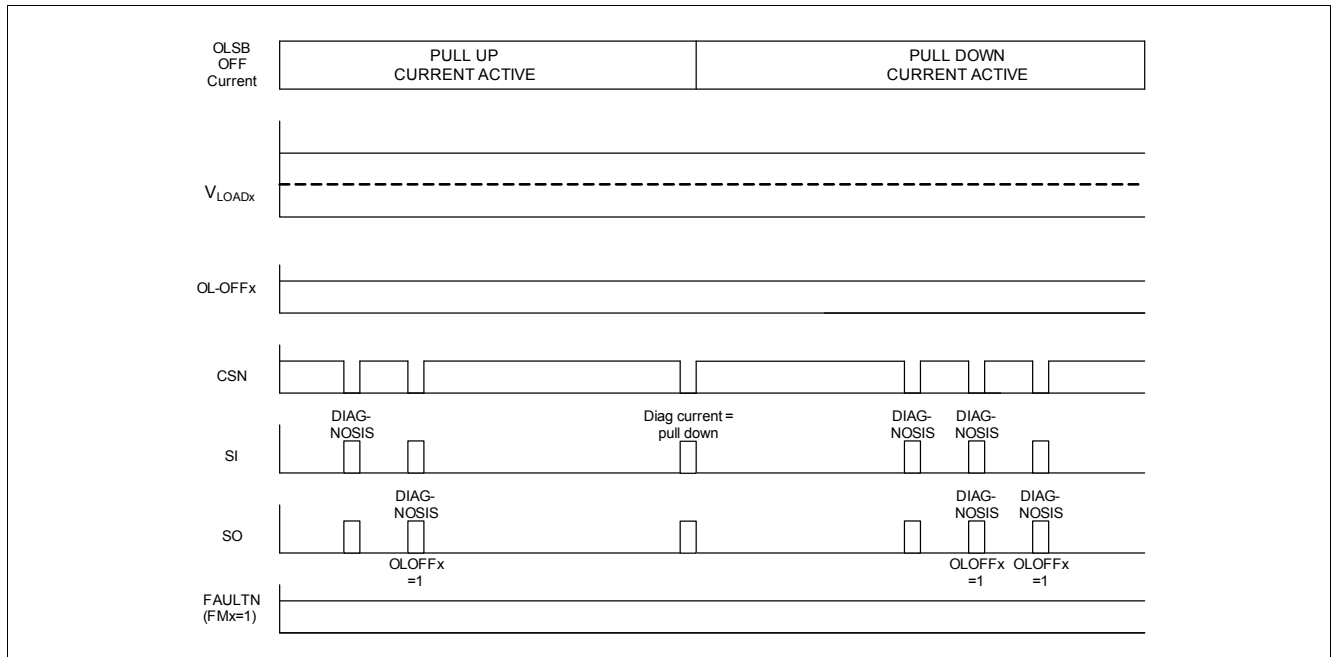 OLSB
OFF
Current
PULL UP
CURRENT ACTIVE
PULL DOWN
CURRENT ACTIVE
VLOADx
OL-OFFx
CSN
DIAG-
NOSIS
Diag current =
pull down
DIAG-
NOSIS
DIAG-
NOSIS
SI
DIAG-
NOSIS
DIAG-
NOSIS
DIAG-
NOSIS
SO
OLOFFx
=1
OLOFFx
=1
OLOFFx
=1
FAULTN
(FMx=1)